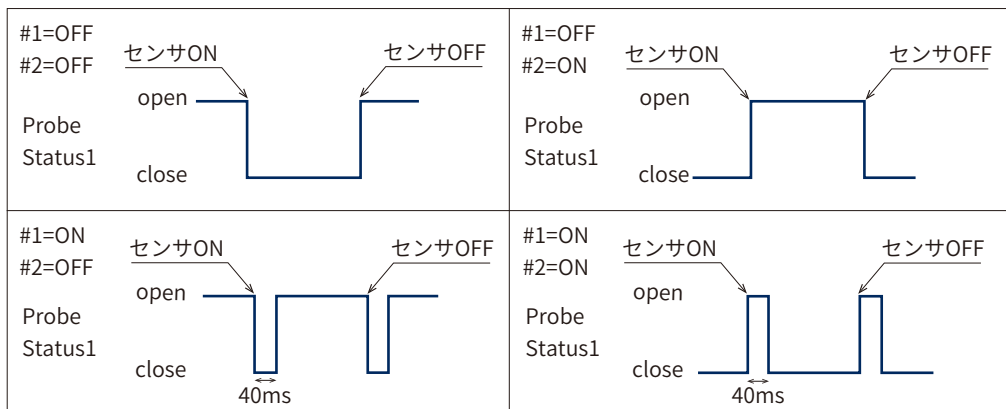 #1=OFF
#2=OFF
センサON
センサOFF
open
Probe
Status1
close
#1=OFF
#2=ON
センサON
センサOFF
open
Probe
Status1
close
#1=ON
#2=OFF
センサON
センサOFF
open
Probe
Status1
close
40ms
#1=ON
#2=ON
センサON
センサOFF
open
Probe
Status1
close
40ms